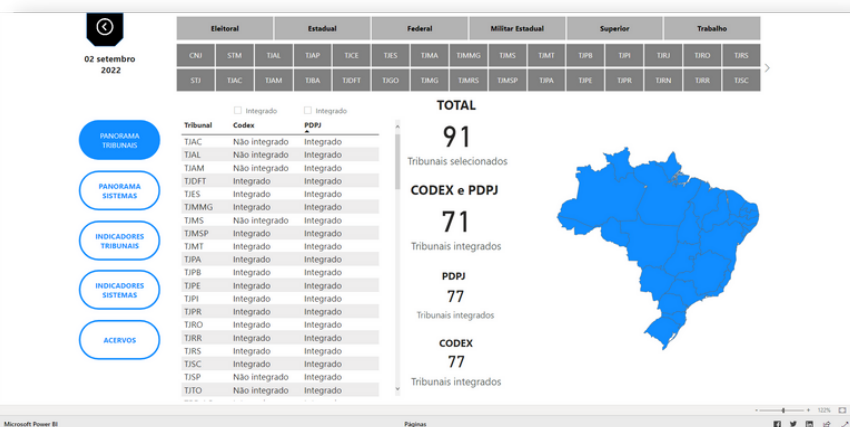 Eleitoral Estadual Federal Militar Estadual Superior Trabalho
02 setembro
2022
CNJ STM TJAL TJAP TJCE TJES TJMA TJMMG TJMS TJMT TJPB TJPI TJRJ TJRO TJRS
STJ TJAC TJAM TJBA TJDFT TJGO TJMG TJMRS TJMSP TJPA TJPE TJPR TJRN TJRR TJSC
PANORAMA
TRIBUNAIS
PANORAMA
SISTEMAS
INDICADORES
TRIBUNAIS
INDICADORES
SISTEMAS
ACERVOS
Integrado Integrado
Tribunal Codex PDPJ
TJAC Não integrado Integrado
TJAL Não integrado Integrado
TJAM Não integrado Integrado
TJDFT Integrado Integrado
TJES Integrado Integrado
TJMMG Integrado Integrado
TJMS Não integrado Integrado
TJMSP Integrado Integrado
TJMT Integrado Integrado
TJPA Integrado Integrado
TJPB Integrado Integrado
TJPE Integrado Integrado
TJPI Integrado Integrado
TJPR Integrado Integrado
TJRO Integrado Integrado
TJRR Integrado Integrado
TJRS Integrado Integrado
TJSC Integrado Integrado
TJSP Não integrado Integrado
TJTO Não integrado Integrado
TOTAL
91
Tribunais selecionados
CODEX e PDPJ
71
Tribunais integrados
PDPJ
77
Tribunais integrados
CODEX
77
Tribunais integrados
122%
Microsoft Power BI Páginas